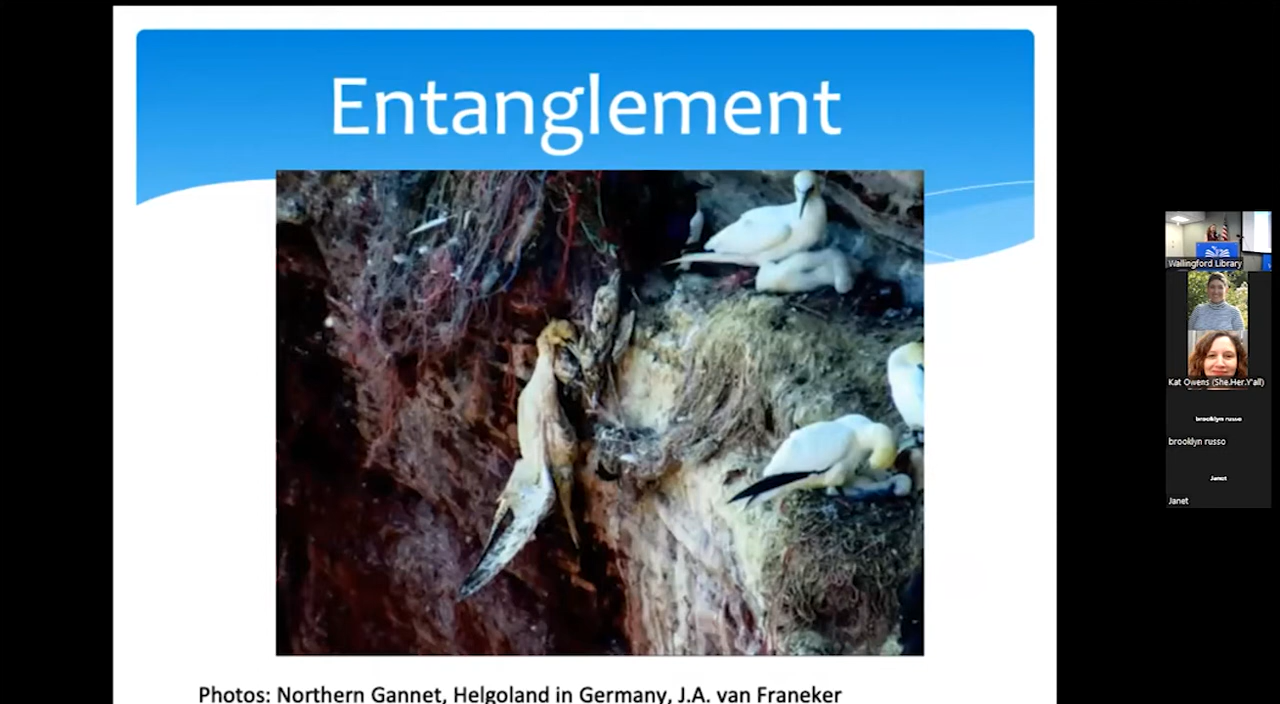 Entanglement
Photos: Northern Gannet, Helgoland in Germany, J.A. van Franeker
Wallingford Library
Kat Owens (She.Her.Y'all)
brooklyn russo
brooklyn russo
Janet
Janet